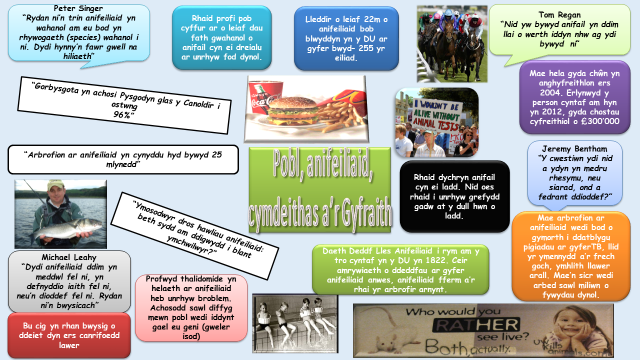 Peter Singer
"Rydan ni'n trin anifeiliaid yn
wahanol am eu bod yn
rhywogaeth (species) wahanol i
ni. Dydi hynny'n fawr gwell na
hiliaeth"
Rhaid profi pob
cyffur ar o leiaf dau
fath gwahanol o
anifail cyn ei dreialu
ar unrhyw fod dynol.
Lleddir o leiaf 22m o
anifeiliaid bob
blwyddyn yn y DU ar
gyfer bwyd- 255 yr
eiliad.
Tom Regan
"Nid yw bywyd anifail yn ddim
llai o werth iddyn nhw ag ydi
bywyd ni"
"Gorbysgota yn achosi Pysgodyn glas y Canoldir i
ostwng
96%"
Coca-Cola
I WOULDN'T BE
ALIVE WITHOUT
ANIMAL TESTS
Mae hela gyda chŵn yn
anghyfreithlon ers
2004. Erlynwyd y
person cyntaf am hyn
yn 2012, gyda chostau
cyfreithiol o £300'000
"Arbrofion ar anifeiliaid yn cynyddu hyd bywyd 25
mlynedd"
Pobl, anifeiliaid,
cymdeithas a'r Gyfraith
Rhaid dychryn anifail
cyn ei ladd. Nid oes
rhaid i unrhyw grefydd
gadw at y dull hwn o
ladd.
Jeremy Bentham
"Y cwestiwn ydi nid
a ydyn yn medru
rhesymu, neu
siarad, ond a
fedrant ddioddef?"
"Ymosodwyr dros hawliau anifeiliaid:
beth sydd am ddigwydd i blant
ymchwilwyr?"
Michael Leahy
"Dydi anifeiliaid ddim yn
meddwl fel ni, yn
defnyddio iaith fel ni,
neu'n dioddef fel ni. Rydan
ni'n bwysicach"
Profwyd thalidomide yn
helaeth ar anifeiliaid
heb unrhyw broblem.
Achosodd sawl diffyg
mewn pobl wedi iddynt
gael eu geni (gweler
isod)
Daeth Deddf Lles Anifeiliaid i rym am y
tro cyntaf yn y DU yn 1822. Ceir
amrywiaeth o ddeddfau ar gyfer
anifeiliaid anwes, anifeiliaid fferm a'r
rhai yr arbrofir arnynt.
Mae arbrofion ar
anifeiliaid wedi bod o
gymorth i ddatblygu
pigiadau ar gyferTB, llid
yr ymennydd a'r frech
goch, ymhlith llawer
aroll. Mae'n sicr wedi
arbed sawl miliwn o
fywydau dynol.
Bu cig yn rhan bwysig o
ddeiet dyn ers canrifoedd
lawer
Who would you
RATHER
see live?
Both actually.